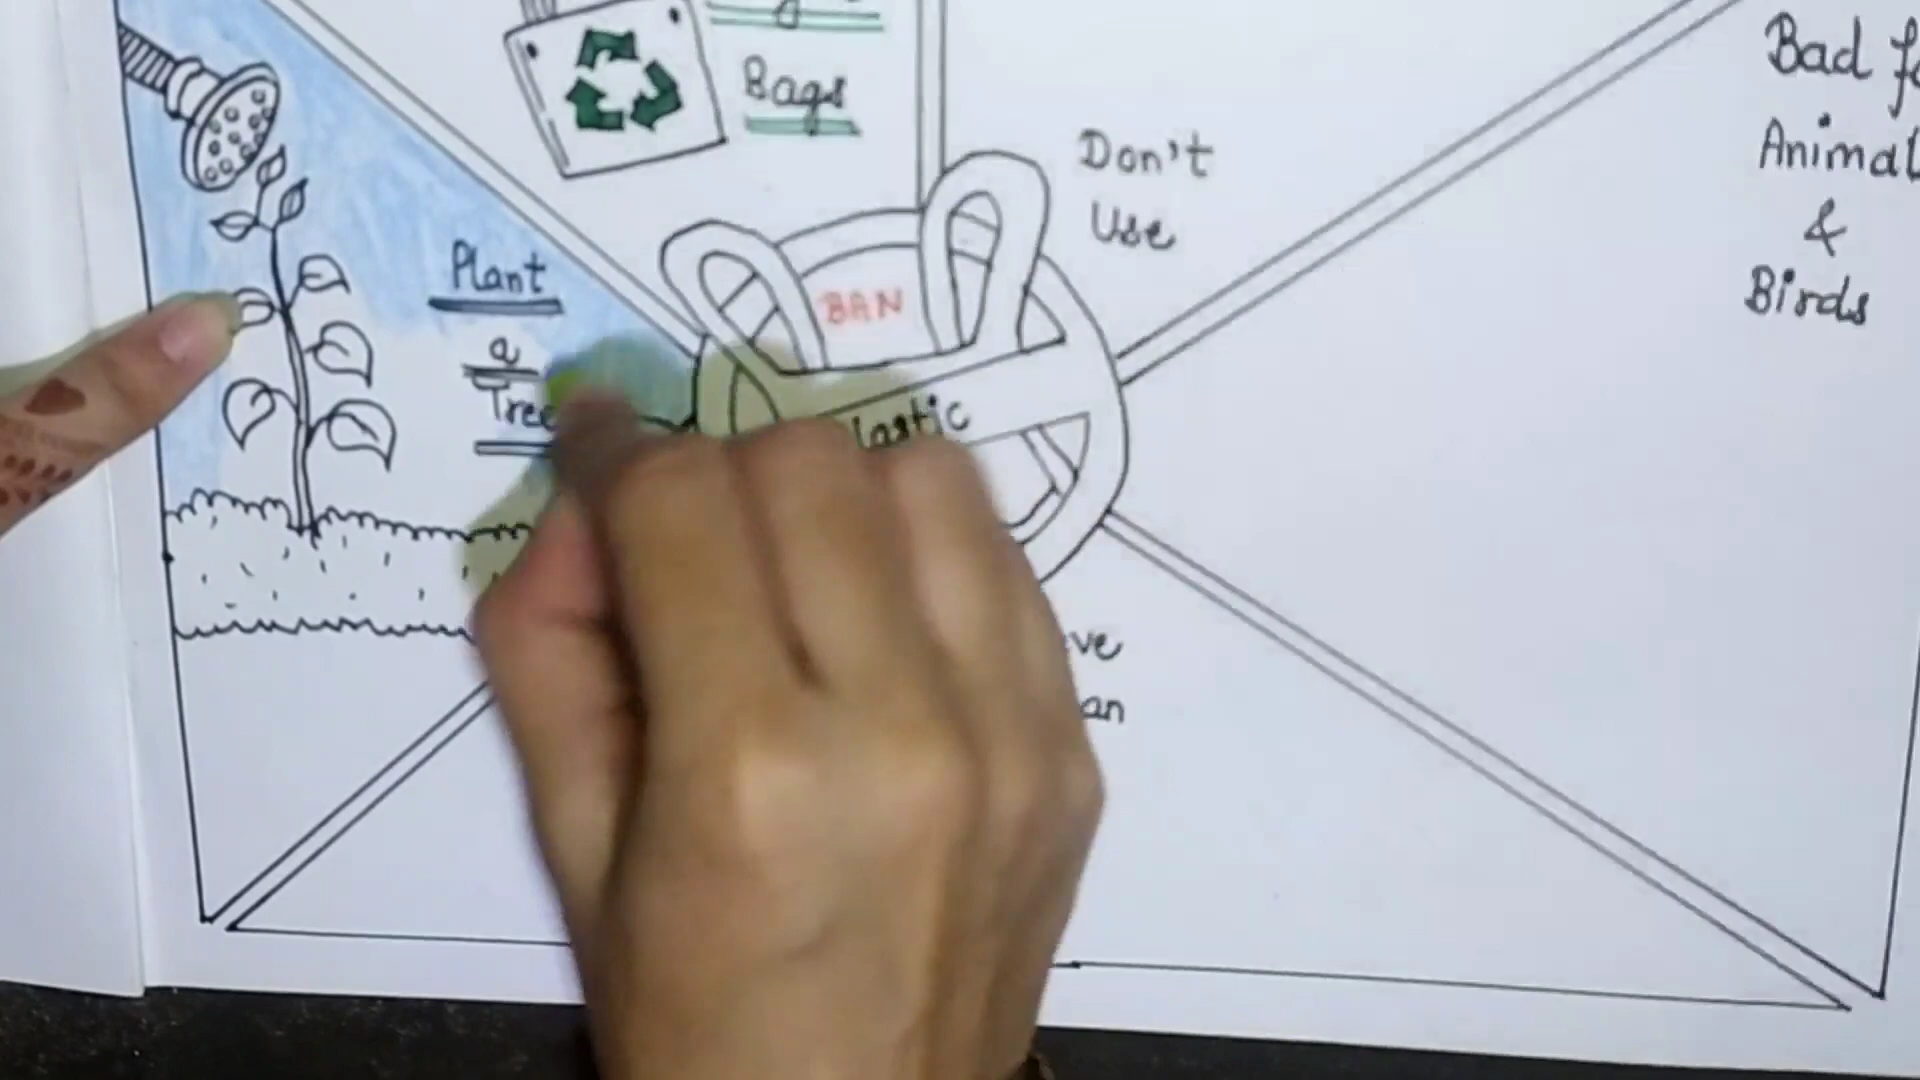 Bags
Don't
Use
Plant
a
Tree
BAN
lastic
Bad fo
Animal
&
Birds
ve
an